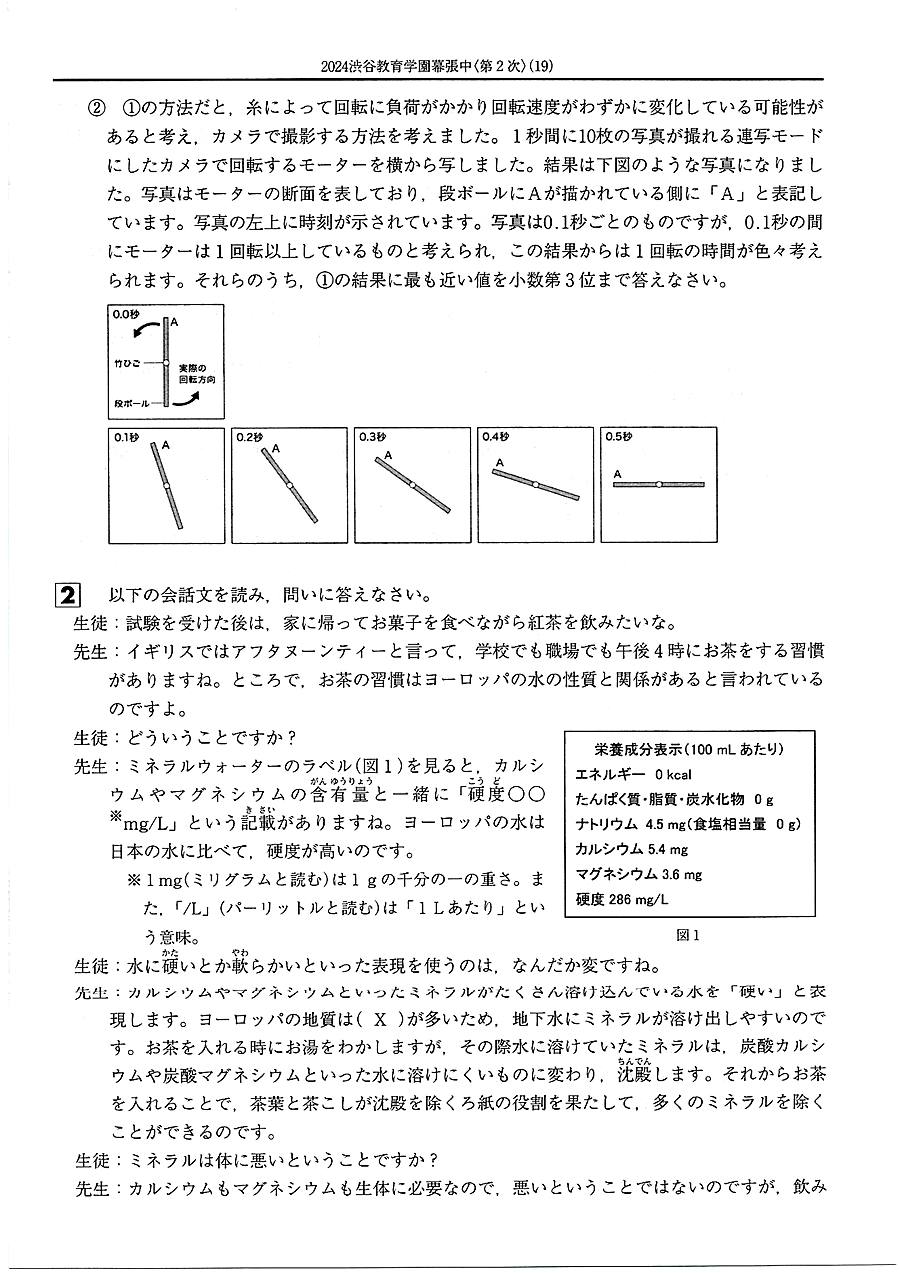 2024渋谷教育学園幕張中〈第2次〉(19)
② ①の方法だと，糸によって回転に負荷がかかり回転速度がわずかに変化している可能性が
あると考え，カメラで撮影する方法を考えました。1秒間に10枚の写真が撮れる連写モード
にしたカメラで回転するモーターを横から写しました。結果は下図のような写真になりまし
た。写真はモーターの断面を表しており，段ボールにAが描かれている側に「A」と表記し
ています。写真の左上に時刻が示されています。写真は0.1秒ごとのものですが，0.1秒の間
にモーターは1回転以上しているものと考えられ，この結果からは1回転の時間が色々考え
られます。それらのうち，①の結果に最も近い値を小数第3位まで答えなさい。
0.0秒
A
竹ひご
実際の
回転方向
段ボール
0.1秒
A
0.2秒
A
0.3秒
A
0.4秒
A
0.5秒
A
2 以下の会話文を読み，問いに答えなさい。
生徒：試験を受けた後は，家に帰ってお菓子を食べながら紅茶を飲みたいな。
先生：イギリスではアフタヌーンティーと言って，学校でも職場でも午後4時にお茶をする習慣
がありますね。ところで，お茶の習慣はヨーロッパの水の性質と関係があると言われている
のですよ。
生徒：どういうことですか？
先生：ミネラルウォーターのラベル(図1)を見ると，カルシ
がんゆうりょう こうど
ウムやマグネシウムの含有量と一緒に「硬度○○
きさい
※mg/L」という記載がありますね。ヨーロッパの水は
日本の水に比べて，硬度が高いのです。
※1mg(ミリグラムと読む)は1gの千分の一の重さ。ま
た，「/L」(パーリットルと読む)は「1Lあたり」とい
う意味。
栄養成分表示(100 mLあたり)
エネルギー 0 kcal
たんぱく質・脂質・炭水化物 0 g
ナトリウム 4.5 mg(食塩相当量 0 g)
カルシウム 5.4 mg
マグネシウム 3.6 mg
硬度 286 mg/L
図1
かた やわ
生徒：水に硬いとか軟らかいといった表現を使うのは，なんだか変ですね。
先生：カルシウムやマグネシウムといったミネラルがたくさん溶け込んでいる水を「硬い」と表
現します。ヨーロッパの地質は( X )が多いため，地下水にミネラルが溶け出しやすいので
す。お茶を入れる時にお湯をわかしますが，その際水に溶けていたミネラルは，炭酸カルシ
ちんでん
ウムや炭酸マグネシウムといった水に溶けにくいものに変わり，沈殿します。それからお茶
を入れることで，茶葉と茶こしが沈殿を除くろ紙の役割を果たして，多くのミネラルを除く
ことができるのです。
生徒：ミネラルは体に悪いということですか？
先生：カルシウムもマグネシウムも生体に必要なので，悪いということではないのですが，飲み